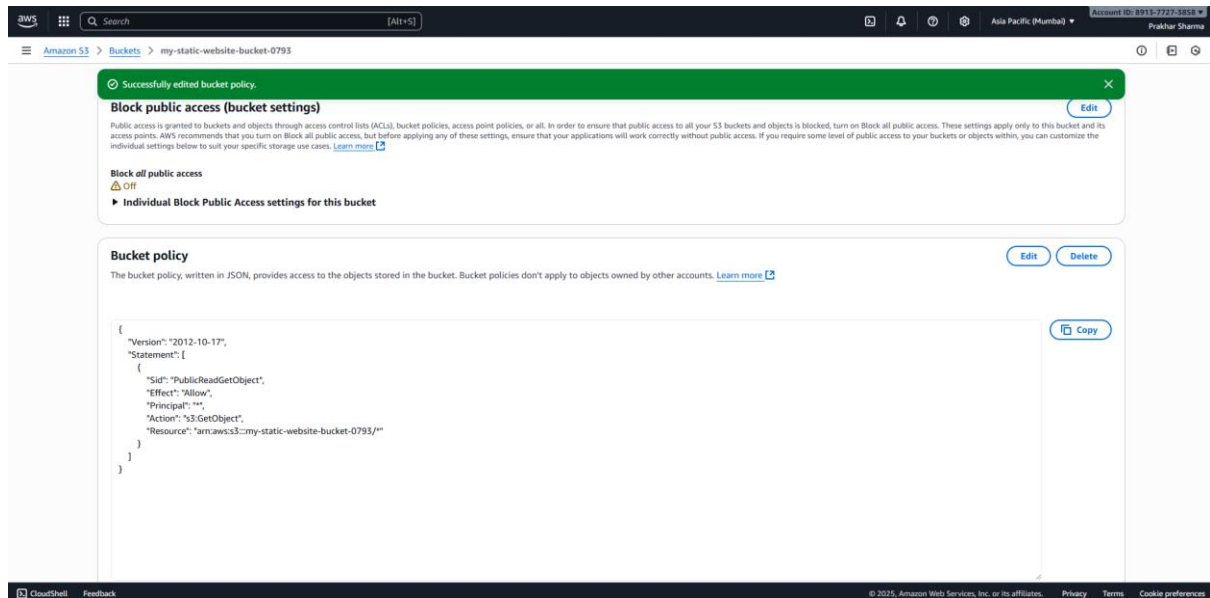 aws
Search [Alt+S]
Asia Pacific (Mumbai) ▼
Account ID: 8913-7727-3858 ▼
Prakhar Sharma
Amazon S3 > Buckets > my-static-website-bucket-0793
Successfully edited bucket policy.
Block public access (bucket settings)
Edit
Public access is granted to buckets and objects through access control lists (ACLs), bucket policies, access point policies, or all. In order to ensure that public access to all your S3 buckets and objects is blocked, turn on Block all public access. These settings apply only to this bucket and its
access points. AWS recommends that you turn on Block all public access, but before applying any of these settings, ensure that your applications will work correctly without public access. If you require some level of public access to your buckets or objects within, you can customize the
individual settings below to suit your specific storage use cases. Learn more
Block all public access
Off
Individual Block Public Access settings for this bucket
Bucket policy
Edit Delete
The bucket policy, written in JSON, provides access to the objects stored in the bucket. Bucket policies don't apply to objects owned by other accounts. Learn more
Copy
{
"Version": "2012-10-17",
"Statement": [
{
"Sid": "PublicReadGetObject",
"Effect": "Allow",
"Principal": "*",
"Action": "s3:GetObject",
"Resource": "arn:aws:s3:::my-static-website-bucket-0793/*"
}
]
}
CloudShell Feedback © 2025, Amazon Web Services, Inc. or its affiliates. Privacy Terms Cookie preferences